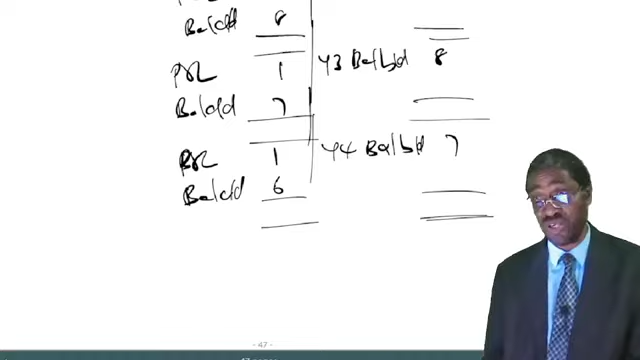 Bal c/d 8
P/L 1 Y3 Bal b/d 8
Bal c/d 7
P/L 1 Y4 Bal b/d 7
Bal c/d 6
- 47 -